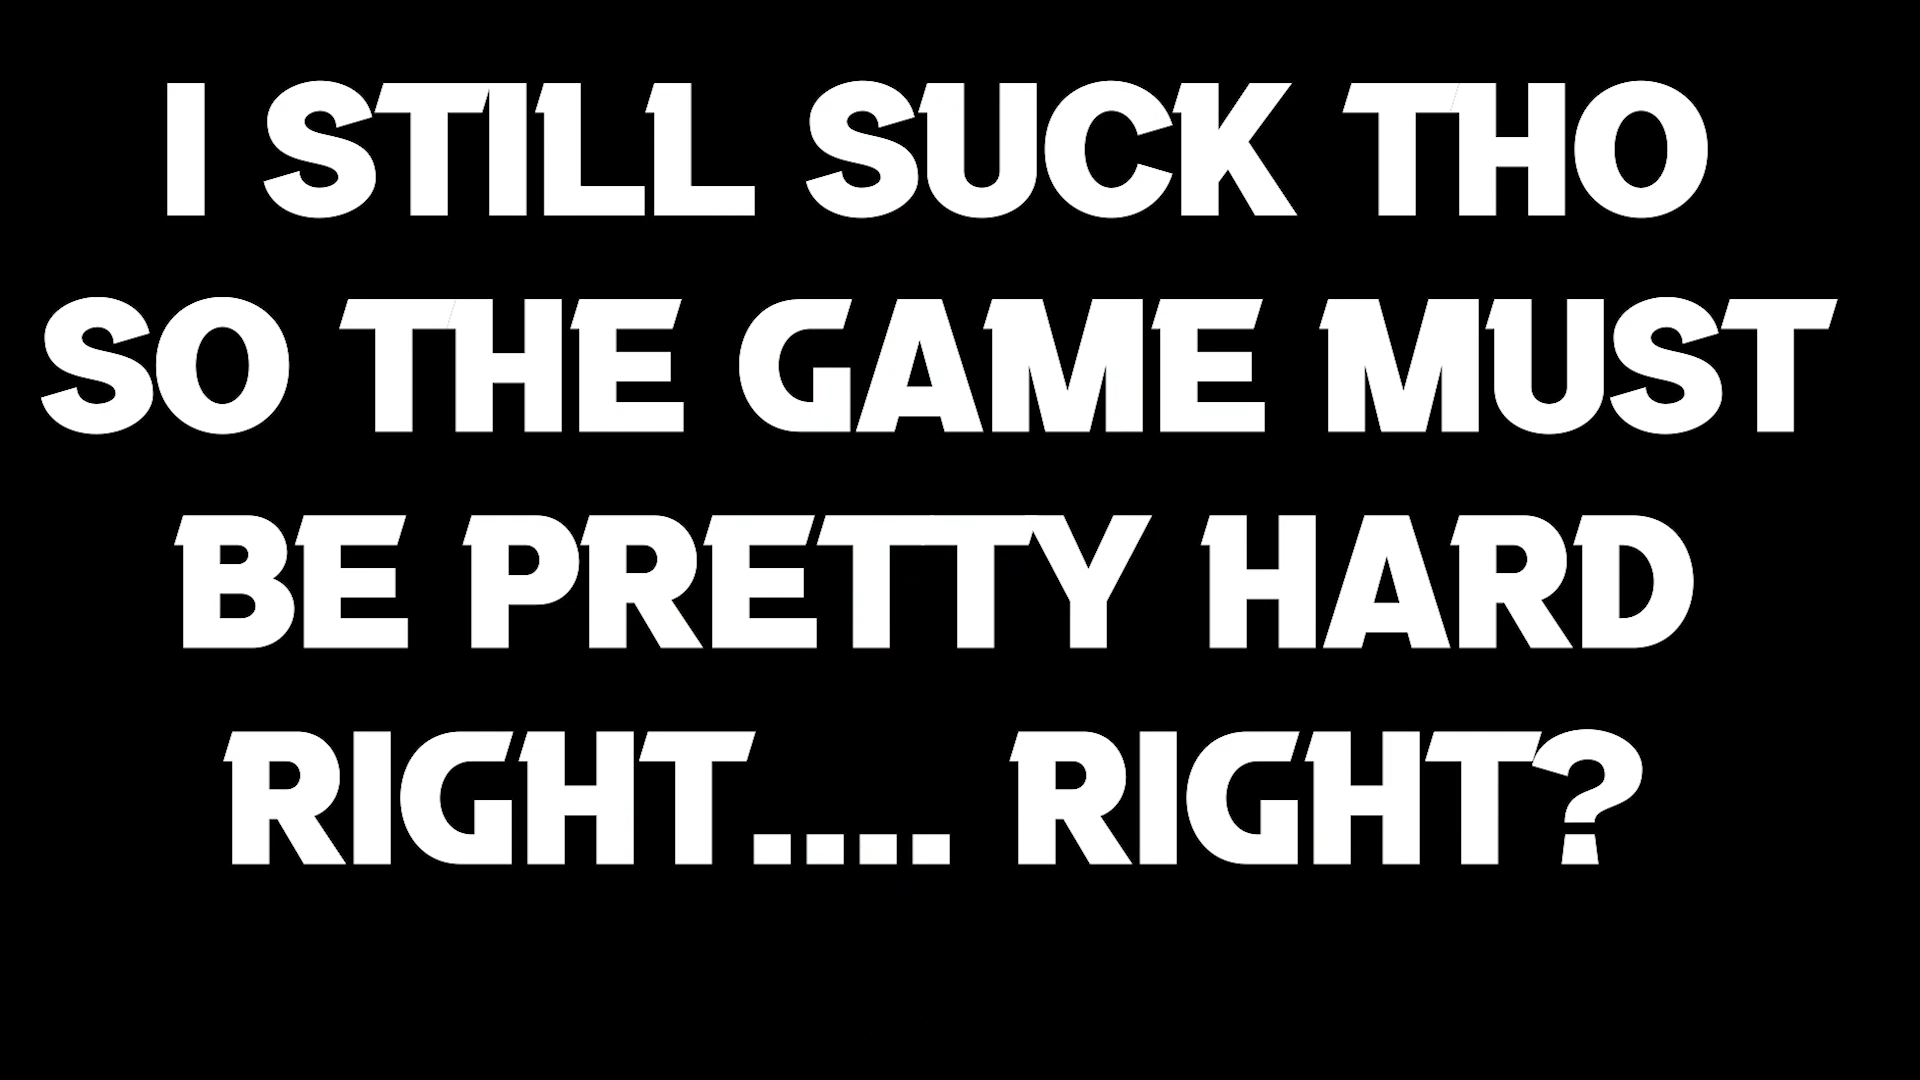 I STILL SUCK THO
SO THE GAME MUST
BE PRETTY HARD
RIGHT.... RIGHT?